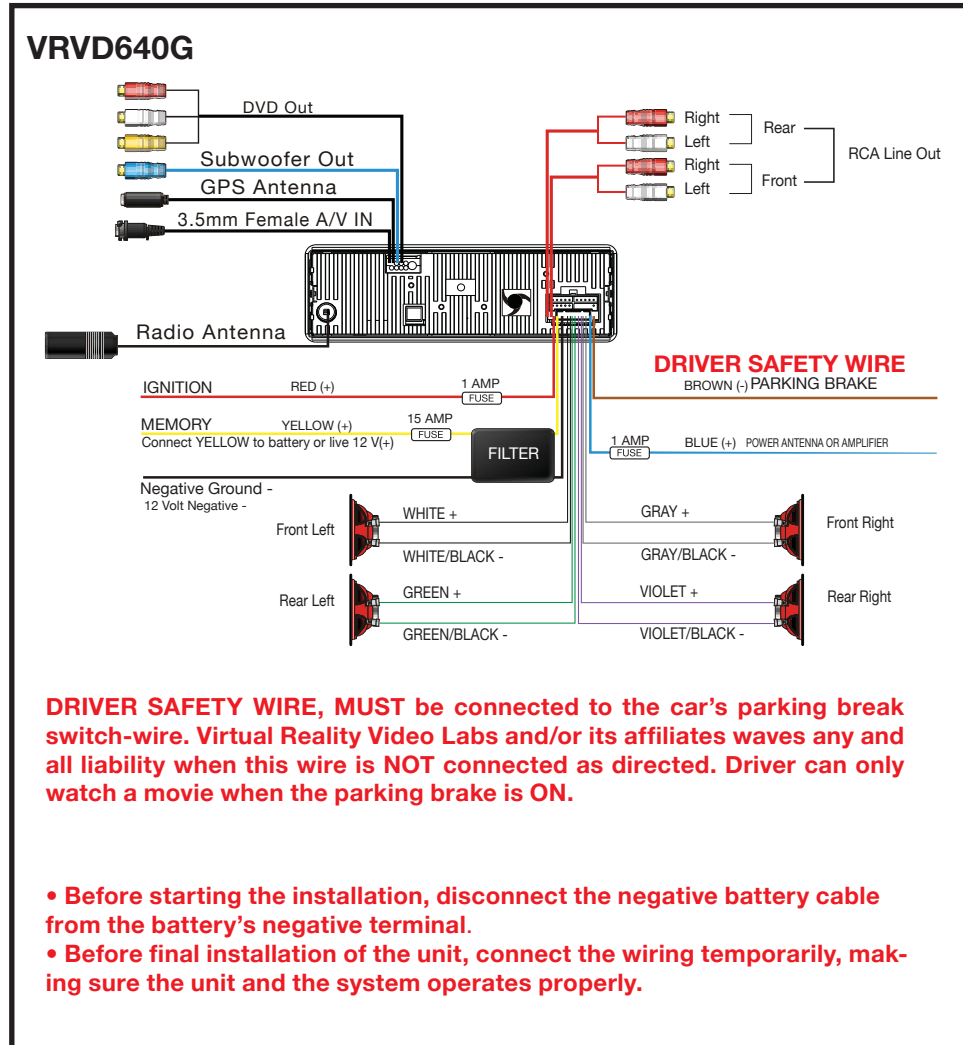 VRVD640G
DVD Out
Subwoofer Out
GPS Antenna
3.5mm Female A/V IN
Right
Left
Rear
Right
Left
Front
RCA Line Out
Radio Antenna
IGNITION RED (+) 1 AMP
FUSE
MEMORY YELLOW (+) 15 AMP
FUSE
Connect YELLOW to battery or live 12 V(+)
FILTER
Negative Ground -
12 Volt Negative -
DRIVER SAFETY WIRE
BROWN (-) PARKING BRAKE
1 AMP
FUSE
BLUE (+) POWER ANTENNA OR AMPLIFIER
Front Left
WHITE +
WHITE/BLACK -
GRAY +
GRAY/BLACK -
Front Right
Rear Left
GREEN +
GREEN/BLACK -
VIOLET +
VIOLET/BLACK -
Rear Right
DRIVER SAFETY WIRE, MUST be connected to the car's parking break
switch-wire. Virtual Reality Video Labs and/or its affiliates waves any and
all liability when this wire is NOT connected as directed. Driver can only
watch a movie when the parking brake is ON.
• Before starting the installation, disconnect the negative battery cable
from the battery's negative terminal.
• Before final installation of the unit, connect the wiring temporarily, mak-
ing sure the unit and the system operates properly.